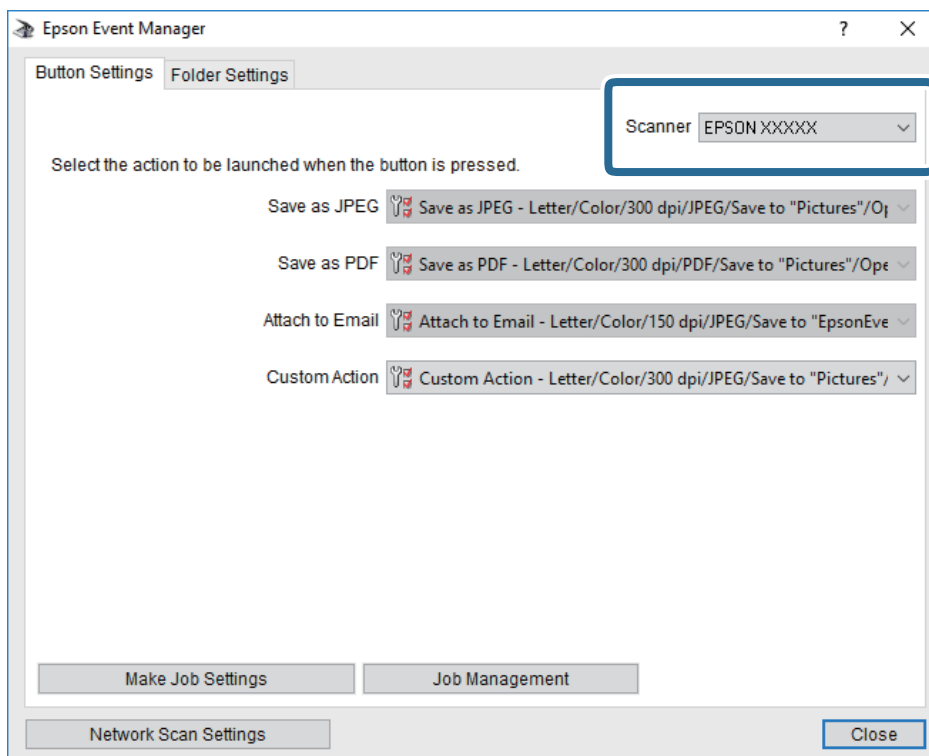 Epson Event Manager
Button Settings
Folder Settings
Scanner EPSON XXXXX
Select the action to be launched when the button is pressed.
Save as JPEG Save as JPEG - Letter/Color/300 dpi/JPEG/Save to "Pictures"/Op
Save as PDF Save as PDF - Letter/Color/300 dpi/PDF/Save to "Pictures"/Ope
Attach to Email Attach to Email - Letter/Color/150 dpi/JPEG/Save to "EpsonEve
Custom Action Custom Action - Letter/Color/300 dpi/JPEG/Save to "Pictures"/
Make Job Settings
Job Management
Network Scan Settings
Close